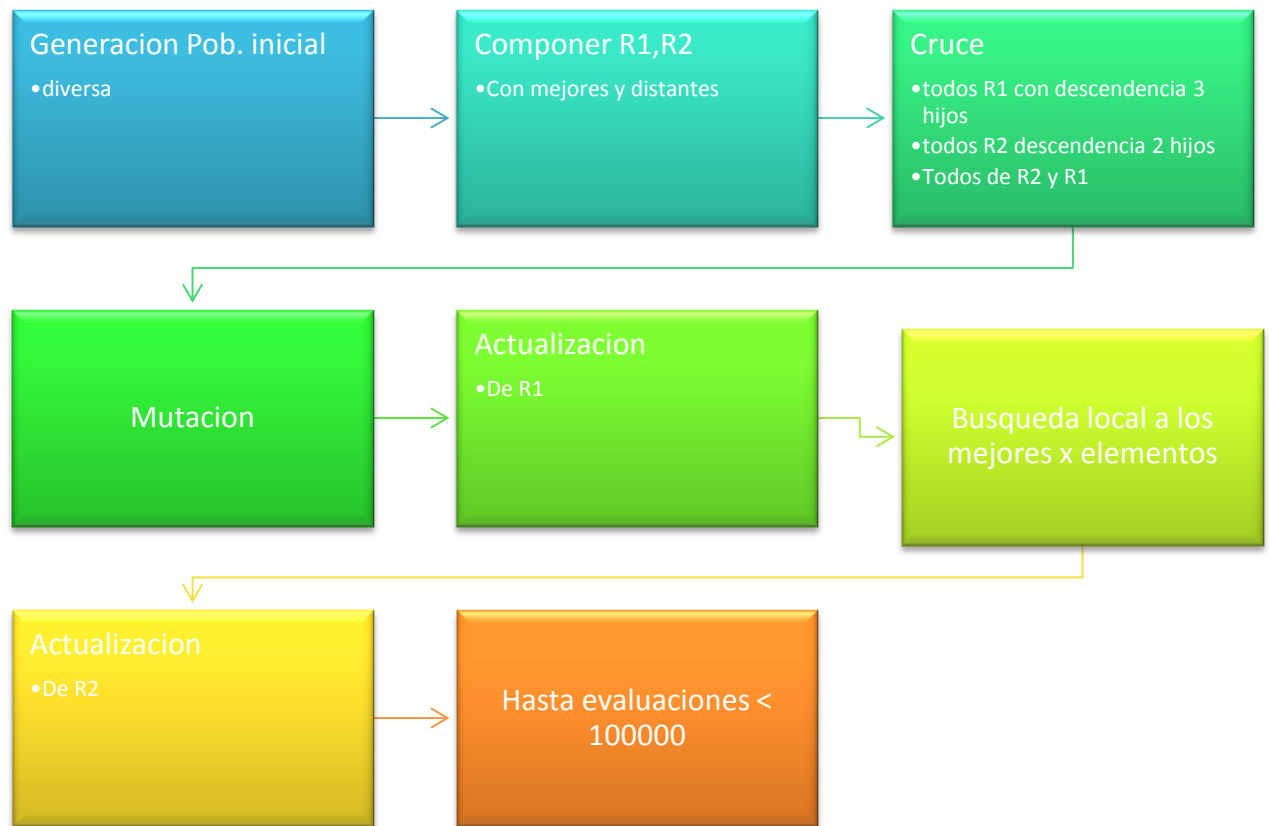 Generacion Pob. inicial
•diversa
Componer R1,R2
•Con mejores y distantes
Cruce
•todos R1 con descendencia 3
hijos
•todos R2 descendencia 2 hijos
•Todos de R2 y R1
Mutacion
Actualizacion
•De R1
Busqueda local a los
mejores x elementos
Actualizacion
•De R2
Hasta evaluaciones <
100000